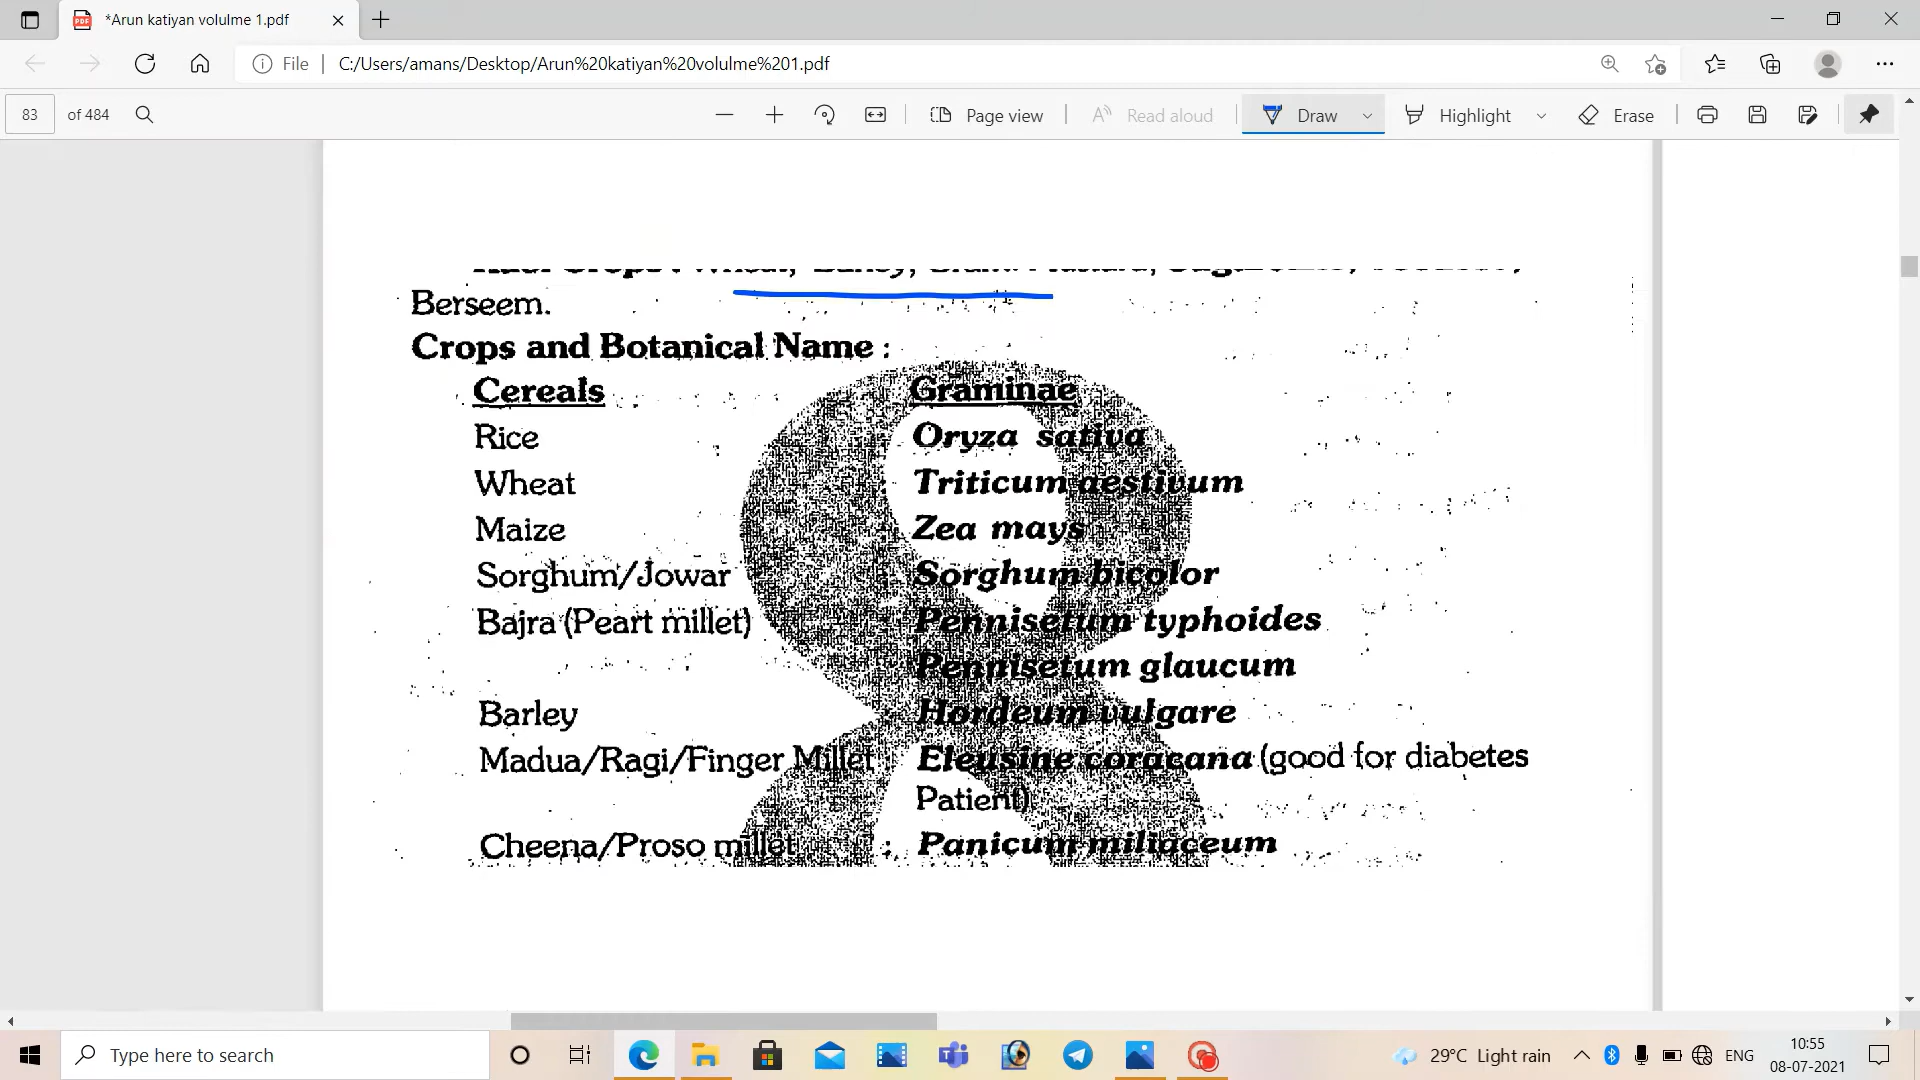 *Arun katiyan volulme 1.pdf
File | C:/Users/amans/Desktop/Arun%20katiyan%20volulme%201.pdf
83 of 484 Page view Read aloud Draw Highlight Erase
Berseem.
Crops and Botanical Name :
Cereals Graminae
Rice Oryza sativa
Wheat : Triticum aestivum
Maize : Zea mays
Sorghum/Jowar : Sorghum bicolor
Bajra (Peart millet) Pennisetum typhoides
Pennisetum glaucum
Barley Hordeum vulgare
Madua/Ragi/Finger Millet : Eleusine coracana (good for diabetes
Patient)
Cheena/Proso millet : Panicum miliaceum
Type here to search 29°C Light rain ENG 10:55
08-07-2021